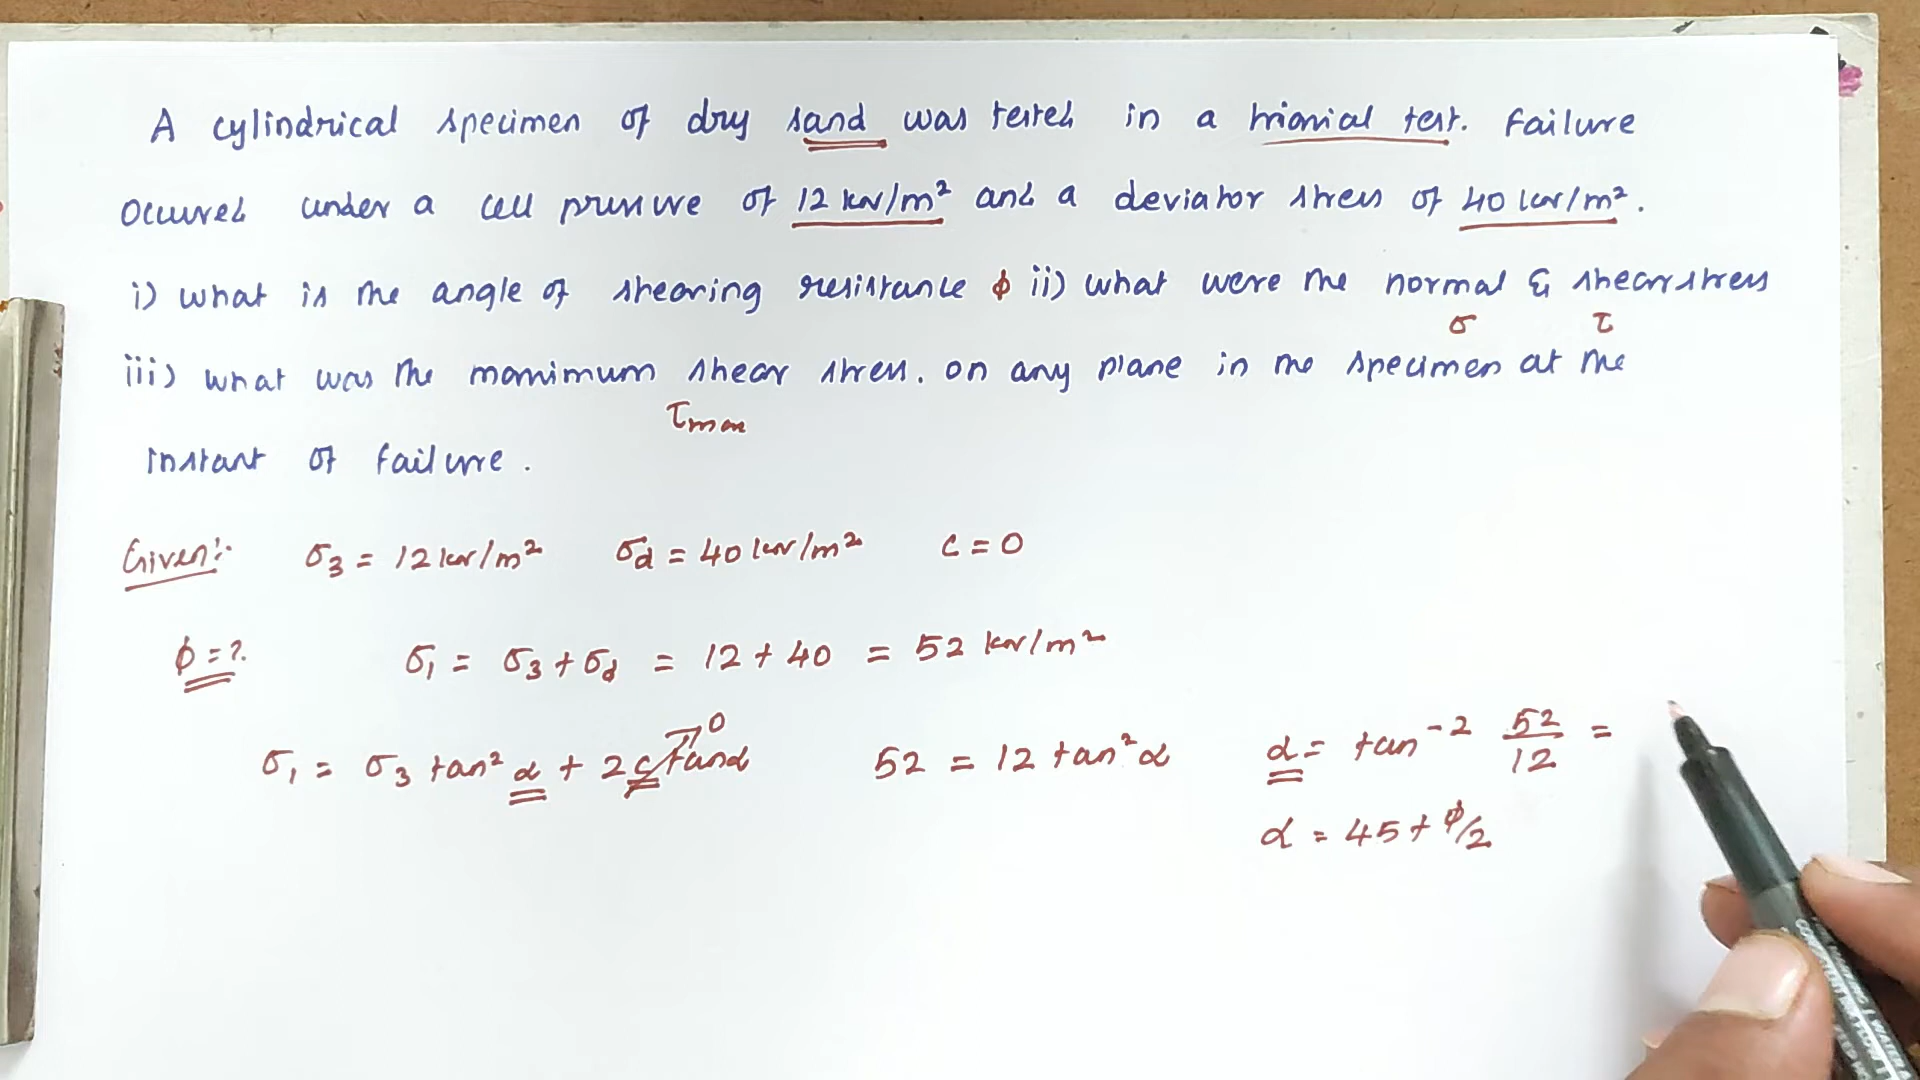 A cylindrical specimen of dry sand was tested in a triaxial test. Failure
occured under a cell pressure of 12 kN/m² and a deviator stress of 40 kN/m².
i) what is the angle of shearing resistance ϕ ii) what were the normal & shear stress
σ τ
iii) what was the maximum shear stress. on any plane in the specimen at the
τmax
instant of failure.
Given:- σ₃ = 12 kN/m² σd = 40 kN/m² c = 0
ϕ = ?. σ₁ = σ₃ + σd = 12 + 40 = 52 kN/m²
σ₁ = σ₃ tan² α + 2c tanα → 0 52 = 12 tan² α α = tan⁻² 52/12 =
α = 45 + ϕ/2